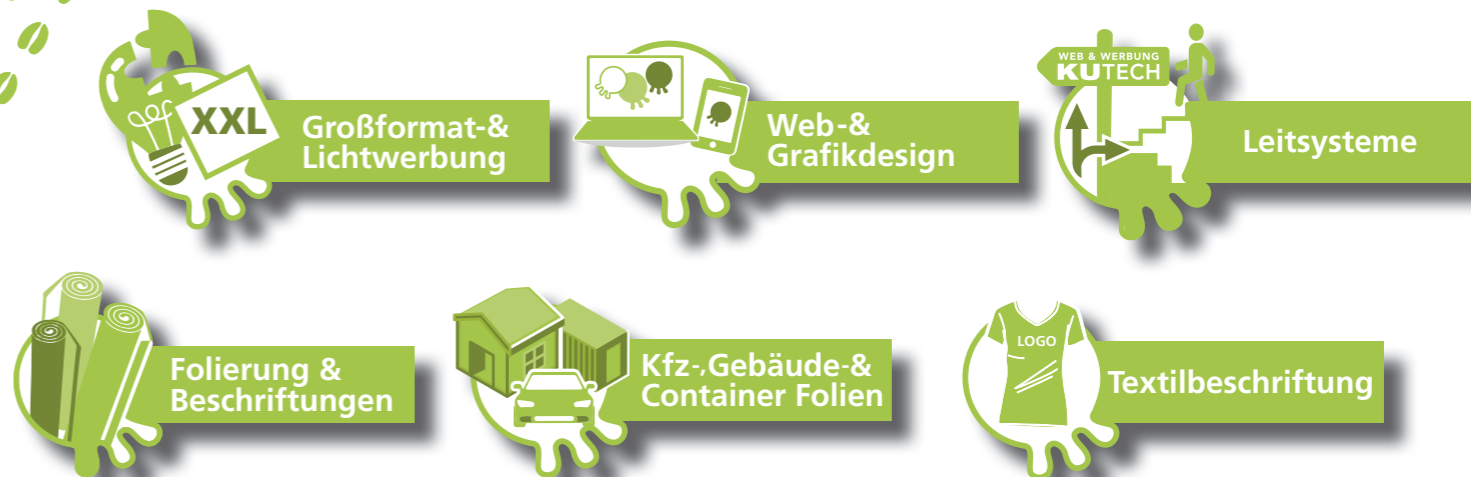 XXL
Großformat-&
Lichtwerbung
Web-&
Grafikdesign
WEB & WERBUNG
KUTECH
Leitsysteme
Folierung &
Beschriftungen
Kfz-,Gebäude-&
Container Folien
LOGO
Textilbeschriftung